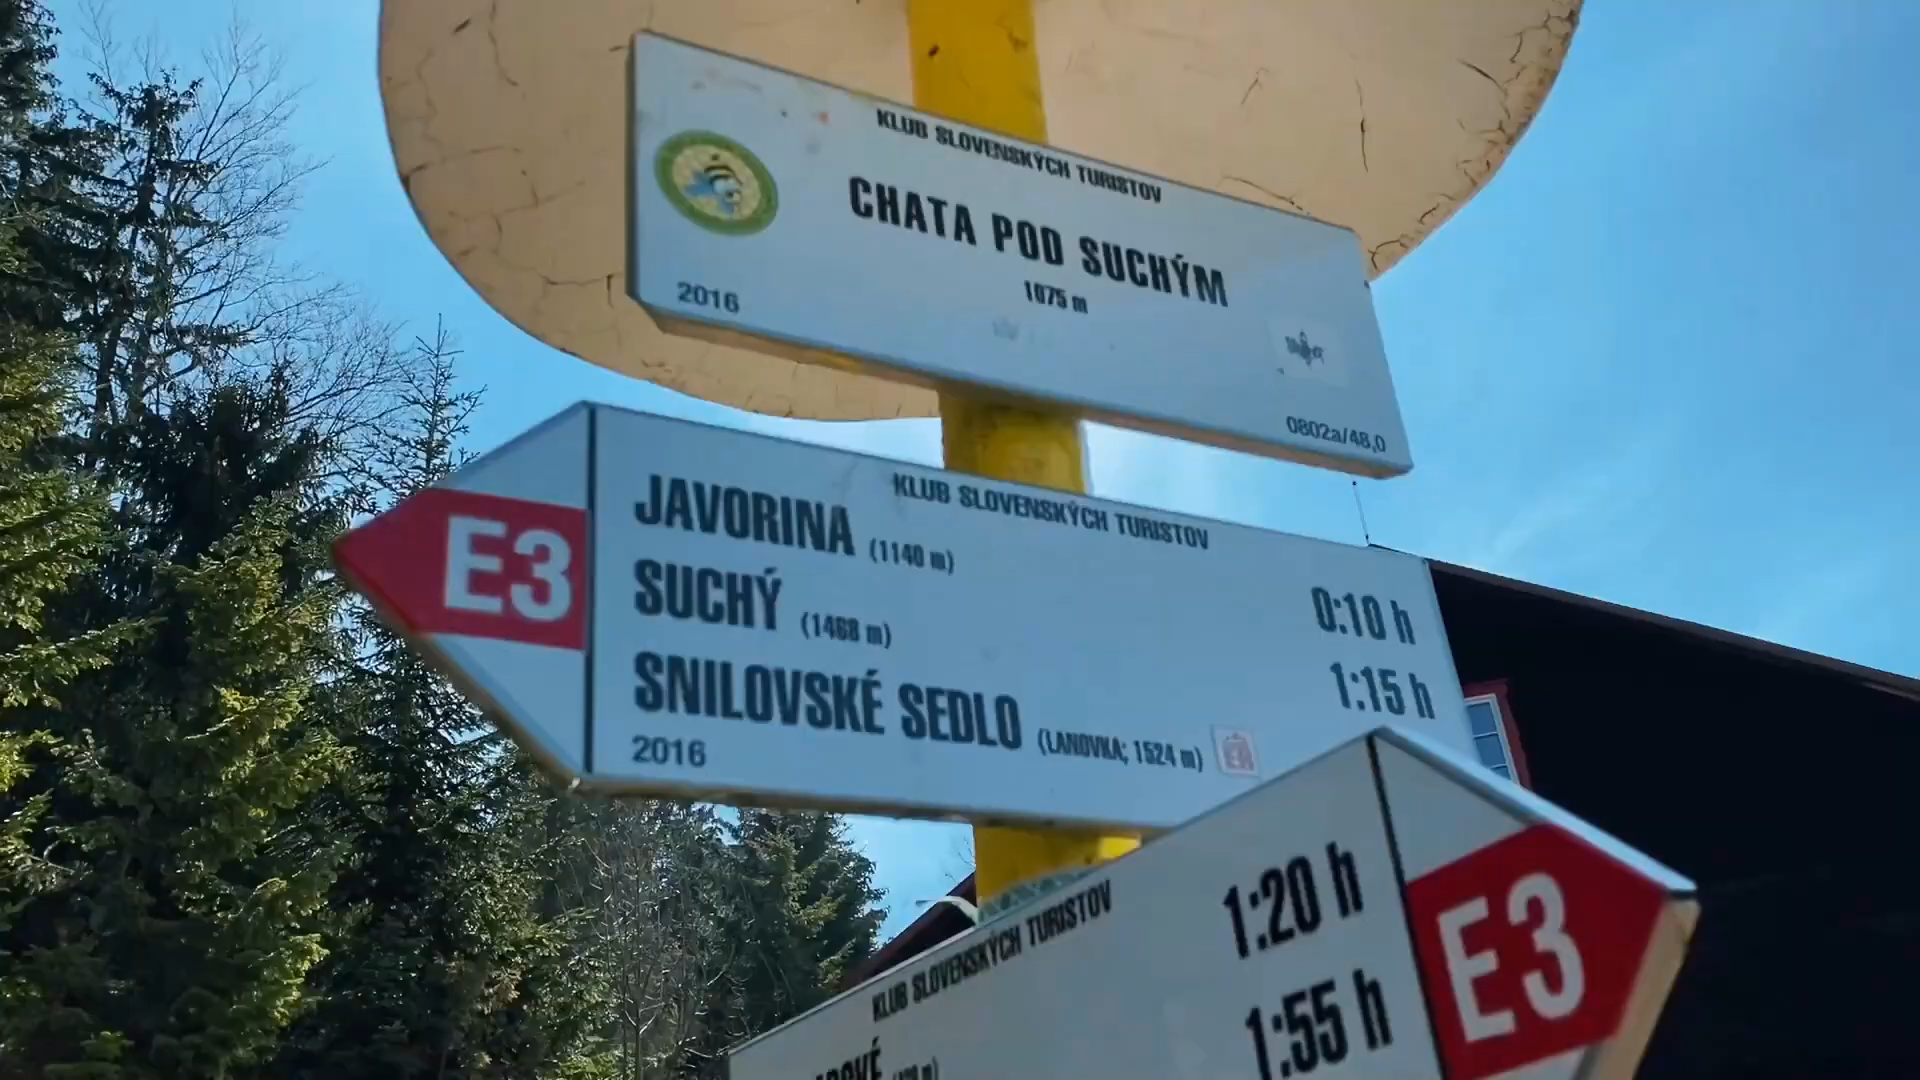 KLUB SLOVENSKÝCH TURISTOV
CHATA POD SUCHÝM
1075 m
2016
0802a/48,0
KLUB SLOVENSKÝCH TURISTOV
E3
JAVORINA (1140 m) 0:10 h
SUCHÝ (1468 m) 1:15 h
SNILOVSKÉ SEDLO (LANOVKA; 1524 m)
2016
KLUB SLOVENSKÝCH TURISTOV
1:20 h
1:55 h
E3